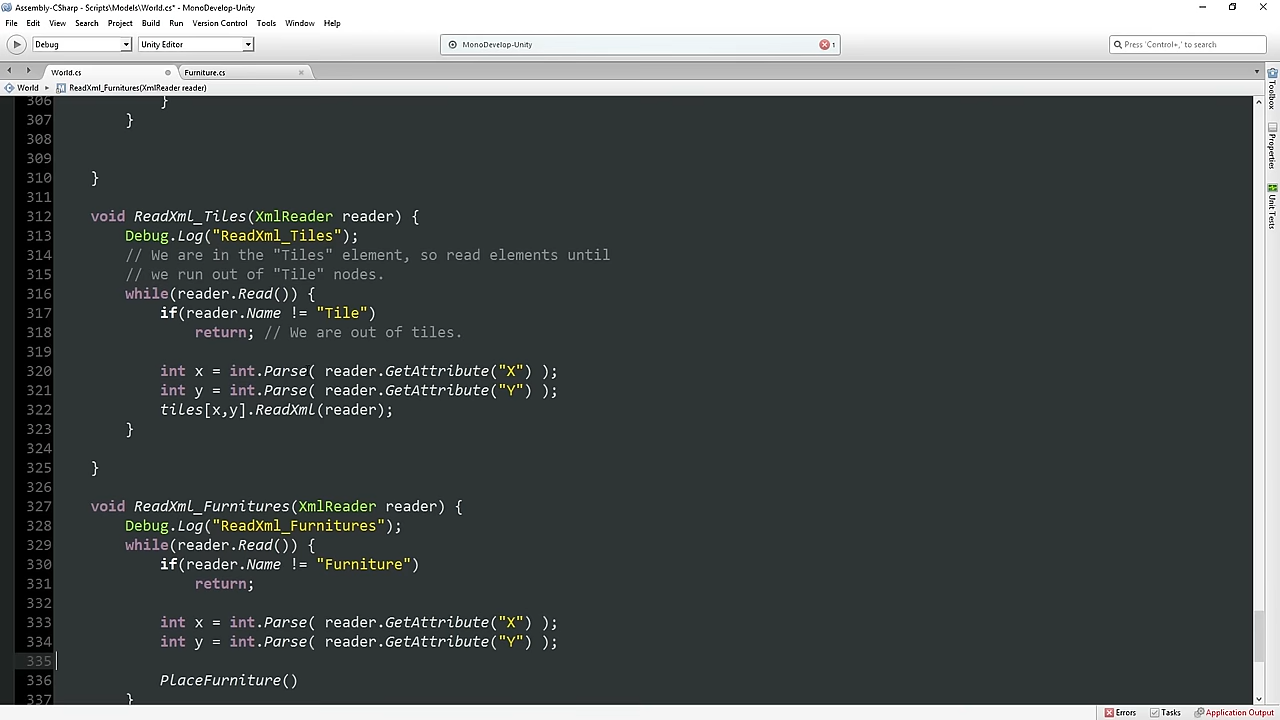 Assembly-CSharp - Scripts\Models\World.cs* - MonoDevelop-Unity
File Edit View Search Project Build Run Version Control Tools Window Help
Debug Unity Editor MonoDevelop-Unity 1 Press 'Control+,' to search
World.cs Furniture.cs
World ReadXml_Furnitures(XmlReader reader)
306 }
307 }
308
309
310 }
311
312 void ReadXml_Tiles(XmlReader reader) {
313 Debug.Log("ReadXml_Tiles");
314 // We are in the "Tiles" element, so read elements until
315 // we run out of "Tile" nodes.
316 while(reader.Read()) {
317 if(reader.Name != "Tile")
318 return; // We are out of tiles.
319
320 int x = int.Parse( reader.GetAttribute("X") );
321 int y = int.Parse( reader.GetAttribute("Y") );
322 tiles[x,y].ReadXml(reader);
323 }
324
325 }
326
327 void ReadXml_Furnitures(XmlReader reader) {
328 Debug.Log("ReadXml_Furnitures");
329 while(reader.Read()) {
330 if(reader.Name != "Furniture")
331 return;
332
333 int x = int.Parse( reader.GetAttribute("X") );
334 int y = int.Parse( reader.GetAttribute("Y") );
335
336 PlaceFurniture()
337 }
Toolbox
Properties
Unit Tests
Errors Tasks Application Output